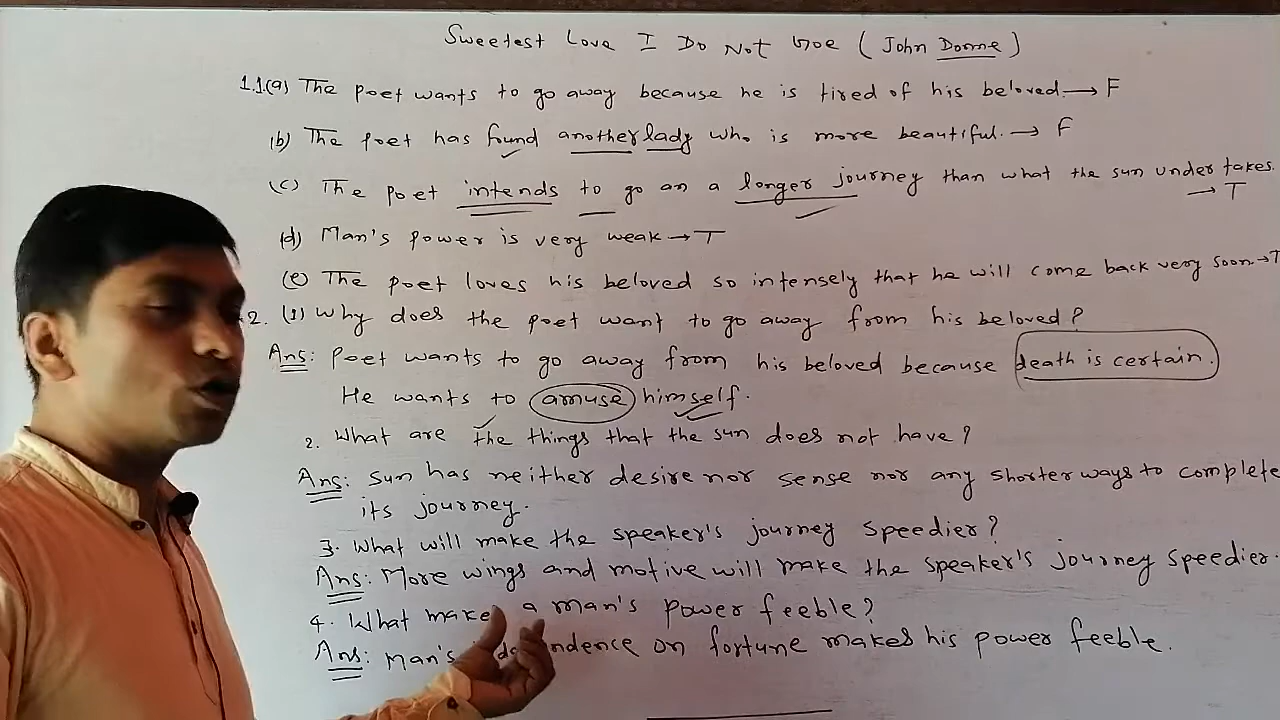 Sweetest Love I Do Not Goe (John Donne)
1.1(a) The poet wants to go away because he is tired of his beloved. → F
(b) The poet has found another lady who is more beautiful. → F
(c) The poet intends to go on a longer journey than what the sun undertakes.
→ T
(d) Man's power is very weak → T
(e) The poet loves his beloved so intensely that he will come back very soon. → T
2. (1) Why does the poet want to go away from his beloved?
Ans: Poet wants to go away from his beloved because death is certain.
He wants to amuse himself.
2. What are the things that the sun does not have?
Ans: Sun has neither desire nor sense nor any shorter ways to complete
its journey.
3. What will make the speaker's journey speedier?
Ans: More wings and motive will make the speaker's journey speedier.
4. What makes a man's power feeble?
Ans: Man's on fortune makes his power feeble.